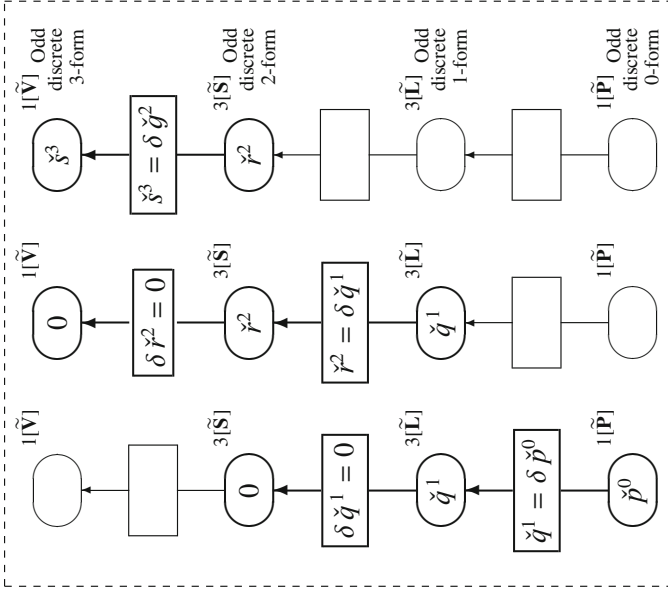 1[Ṽ]
1[Ṽ]
1[Ṽ]
Odd
discrete
3-form
0
š³
δ ř² = 0
š³ = δ ǧ²
3[S̃]
3[S̃]
3[S̃]
Odd
discrete
2-form
0
ř²
ř²
δ q̌¹ = 0
ř² = δ q̌¹
3[L̃]
3[L̃]
3[L̃]
Odd
discrete
1-form
q̌¹
q̌¹
q̌¹ = δ p̌⁰
1[P̃]
1[P̃]
1[P̃]
Odd
discrete
0-form
p̌⁰